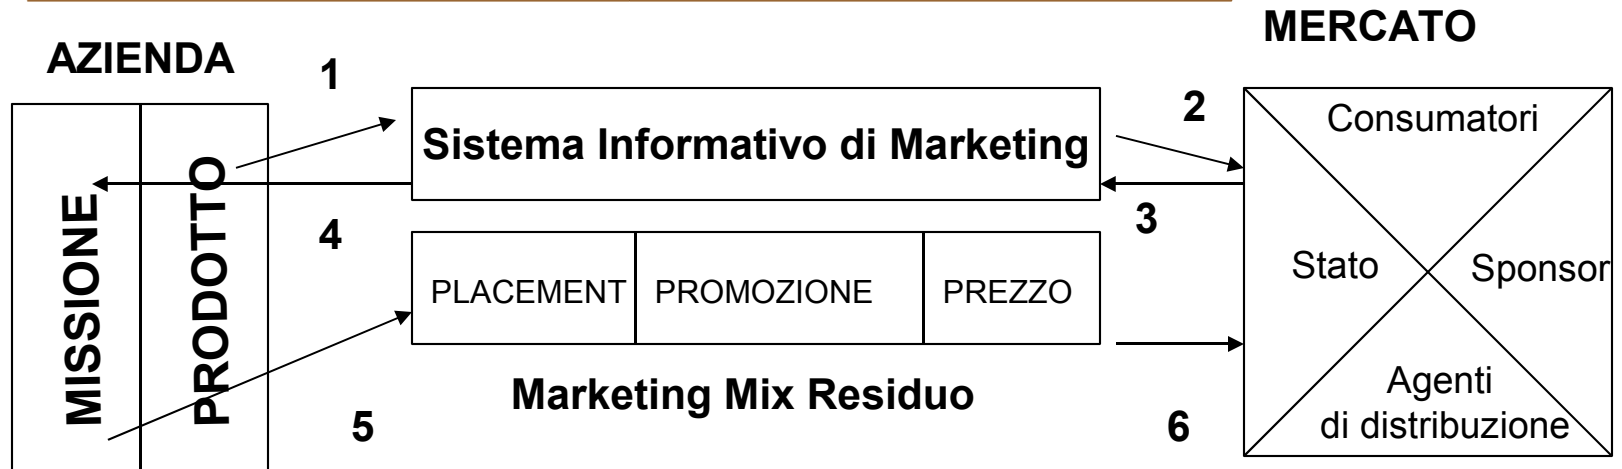 MERCATO
AZIENDA
1
2
Consumatori
Sistema Informativo di Marketing
MISSIONE
PRODOTTO
4
3
Stato
Sponsor
PLACEMENT
PROMOZIONE
PREZZO
Agenti
di distribuzione
Marketing Mix Residuo
5
6